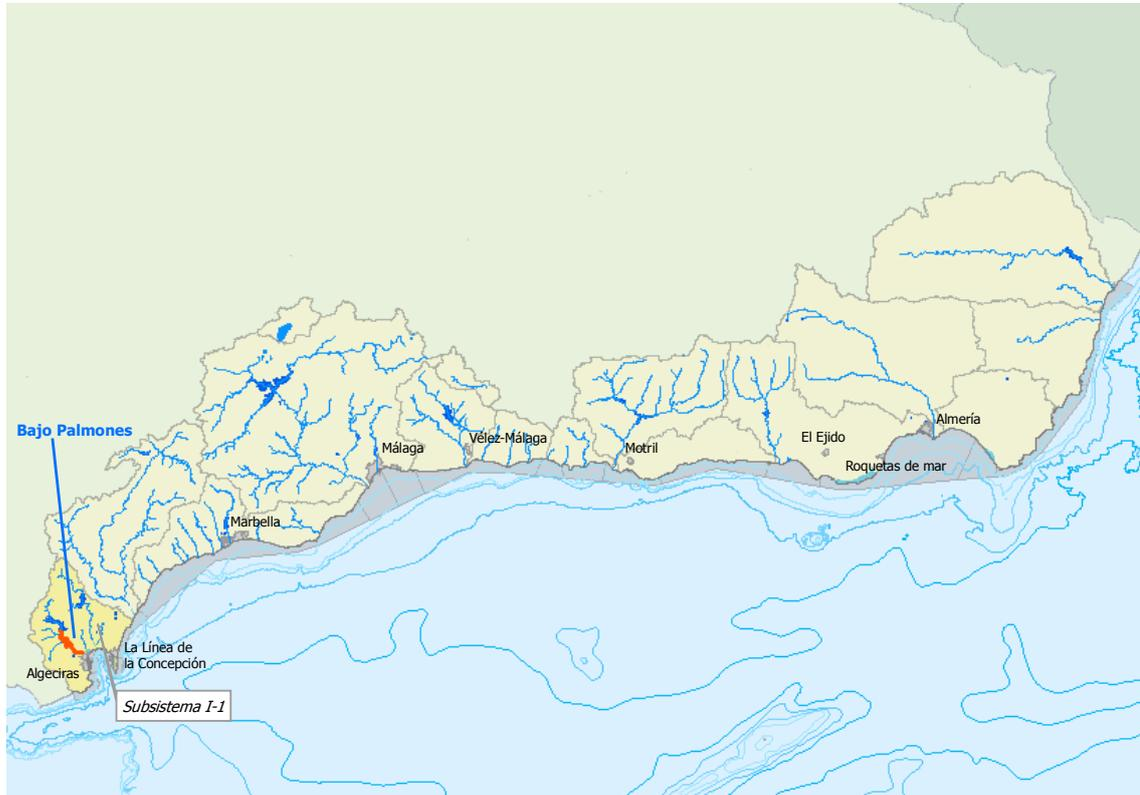 Almería
El Ejido
Bajo Palmones
Vélez-Málaga
Málaga
Motril
Roquetas de mar
Marbella
La Línea de
la Concepción
Algeciras
Subsistema I-1